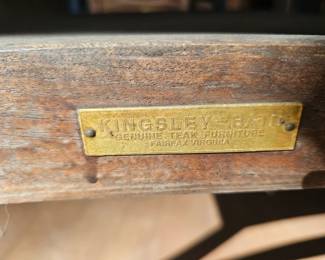 KINGSLEY-BATE
GENUINE TEAK FURNITURE
FAIRFAX, VIRGINIA